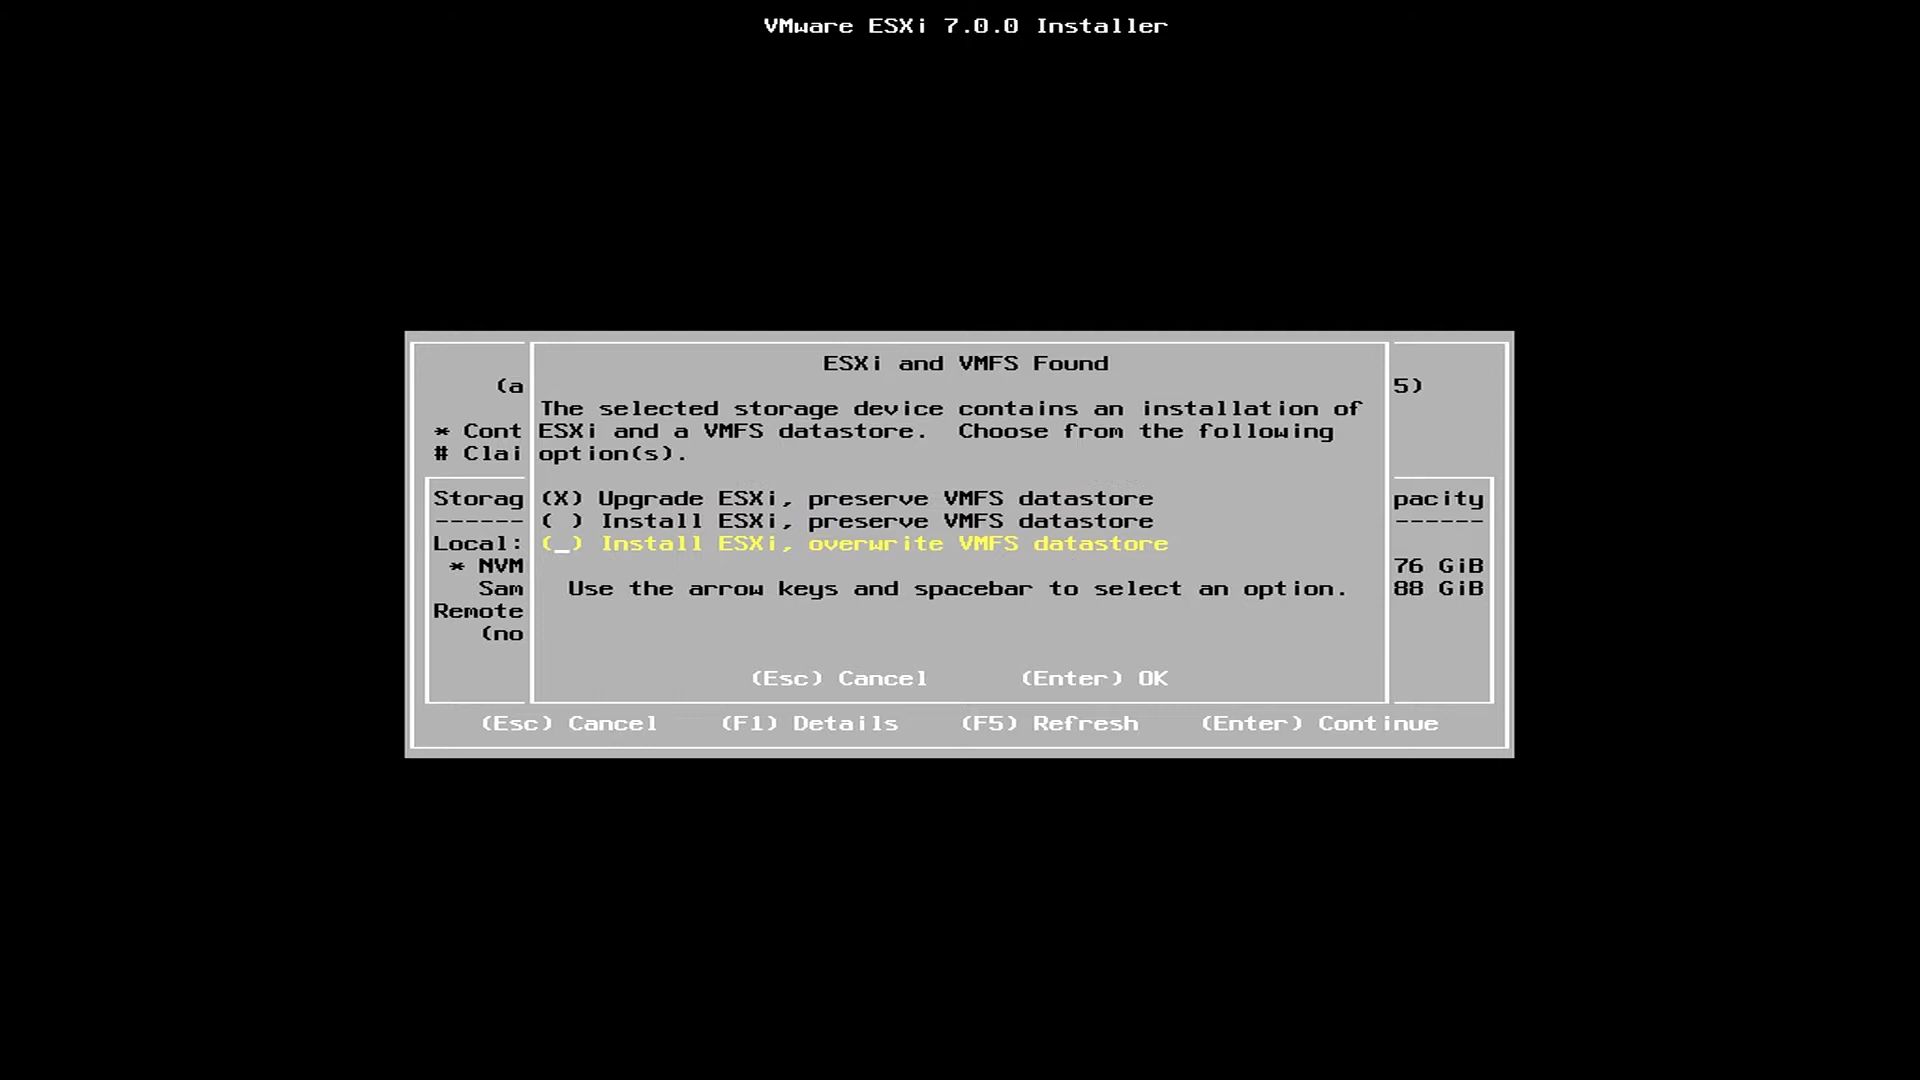 VMware ESXi 7.0.0 Installer
ESXi and VMFS Found
(a 5)
The selected storage device contains an installation of
* Cont ESXi and a VMFS datastore. Choose from the following
# Clai option(s).
Storag (X) Upgrade ESXi, preserve VMFS datastore pacity
------ ( ) Install ESXi, preserve VMFS datastore ------
Local: (_) Install ESXi, overwrite VMFS datastore
* NVM 76 GiB
Sam Use the arrow keys and spacebar to select an option. 88 GiB
Remote
(no
(Esc) Cancel (Enter) OK
(Esc) Cancel (F1) Details (F5) Refresh (Enter) Continue